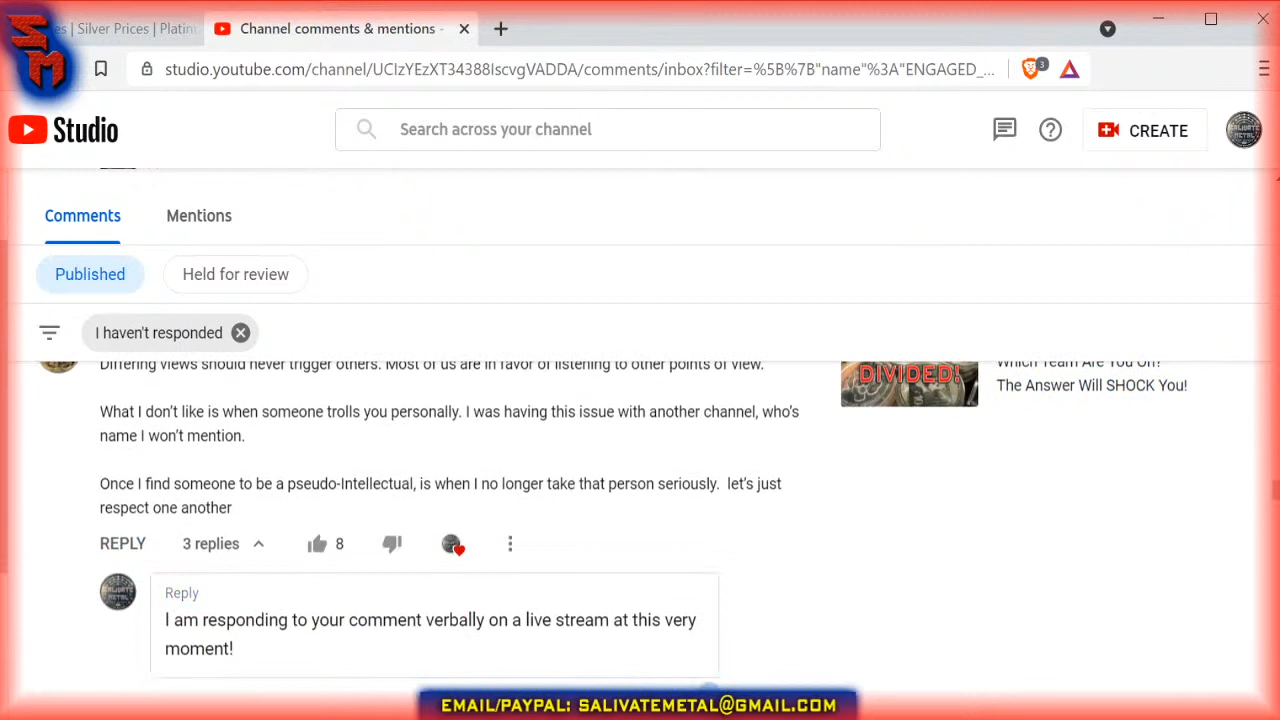 SM
es | Silver Prices | Platin
Channel comments & mentions -
studio.youtube.com/channel/UCIzYEzXT34388IscvgVADDA/comments/inbox?filter=%5B%7B"name"%3A"ENGAGED_...
3
Studio
Search across your channel
CREATE
SALIVATE METAL
Comments
Mentions
Published
Held for review
I haven't responded
Differing views should never trigger others. Most of us are in favor of listening to other points of view.
What I don't like is when someone trolls you personally. I was having this issue with another channel, who's
name I won't mention.
Once I find someone to be a pseudo-Intellectual, is when I no longer take that person seriously.  let's just
respect one another
DIVIDED!
Which Team Are You On?
The Answer Will SHOCK You!
REPLY
3 replies
8
SALIVATE METAL
Reply
I am responding to your comment verbally on a live stream at this very
moment!
EMAIL/PAYPAL: SALIVATEMETAL@GMAIL.COM